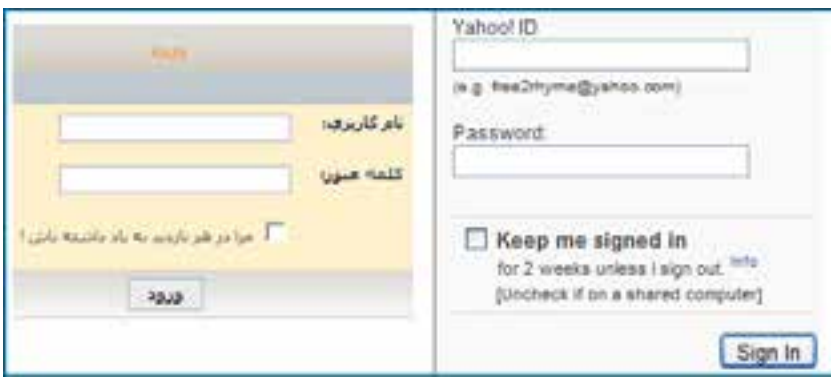 ورود
نام کاربری:
کلمه عبور:
مرا در هر بازدید به یاد داشته باش !
ورود
Yahoo! ID
(e.g. free2rhyme@yahoo.com)
Password:
Keep me signed in
for 2 weeks unless I sign out. Info
[Uncheck if on a shared computer]
Sign In